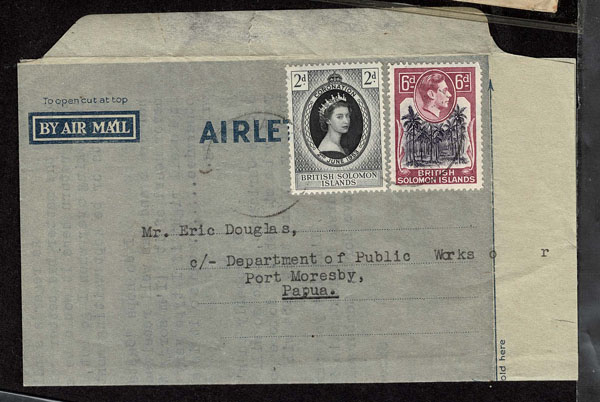 To open cut at top
BY AIR MAIL
AIRLET
2d 2d
CORONATION
2ND JUNE 1953
BRITISH SOLOMON
ISLANDS
6d 6d
BRITISH
SOLOMON ISLANDS
Mr. Eric Douglas,
c/- Department of Public Works o r
Port Moresby,
Papua.
old here